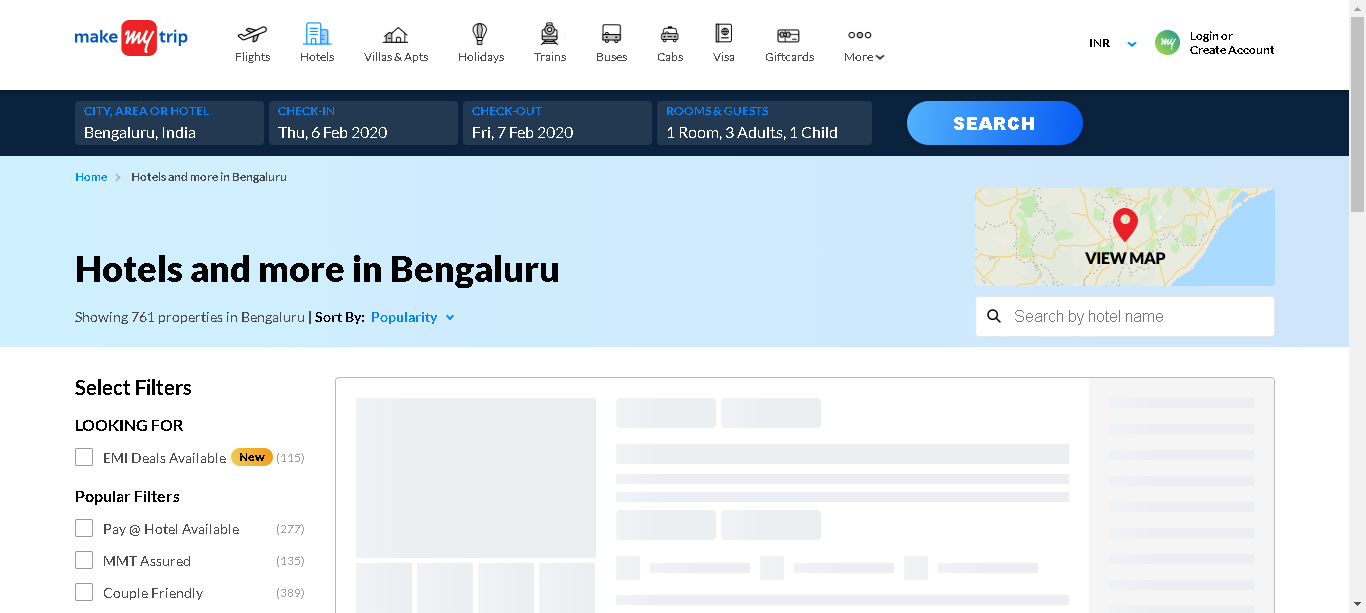 make my trip
Flights
Hotels
Villas & Apts
Holidays
Trains
Buses
Cabs
Visa
Giftcards
More
INR
my
Login or
Create Account
CITY, AREA OR HOTEL
Bengaluru, India
CHECK-IN
Thu, 6 Feb 2020
CHECK-OUT
Fri, 7 Feb 2020
ROOMS & GUESTS
1 Room, 3 Adults, 1 Child
SEARCH
Home > Hotels and more in Bengaluru
VIEW MAP
Hotels and more in Bengaluru
Showing 761 properties in Bengaluru | Sort By: Popularity
Search by hotel name
Select Filters
LOOKING FOR
EMI Deals Available New (115)
Popular Filters
Pay @ Hotel Available (277)
MMT Assured (135)
Couple Friendly (389)